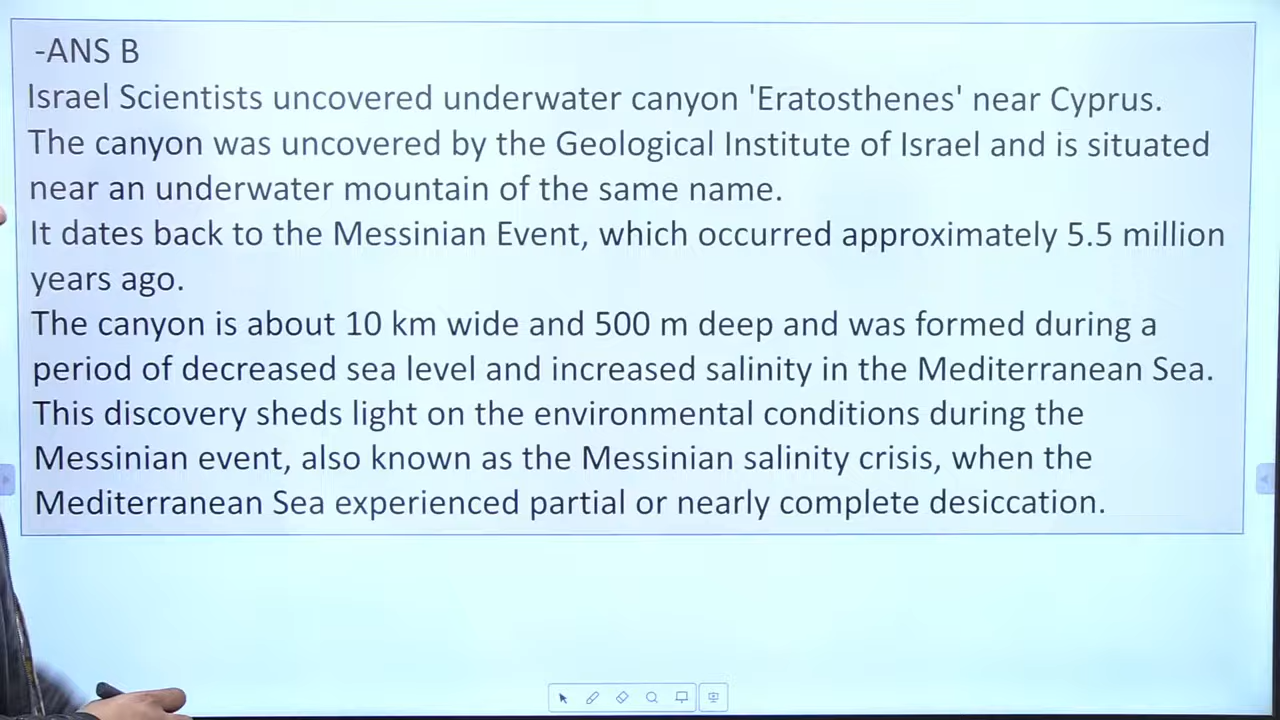 -ANS B
Israel Scientists uncovered underwater canyon 'Eratosthenes' near Cyprus.
The canyon was uncovered by the Geological Institute of Israel and is situated
near an underwater mountain of the same name.
It dates back to the Messinian Event, which occurred approximately 5.5 million
years ago.
The canyon is about 10 km wide and 500 m deep and was formed during a
period of decreased sea level and increased salinity in the Mediterranean Sea.
This discovery sheds light on the environmental conditions during the
Messinian event, also known as the Messinian salinity crisis, when the
Mediterranean Sea experienced partial or nearly complete desiccation.